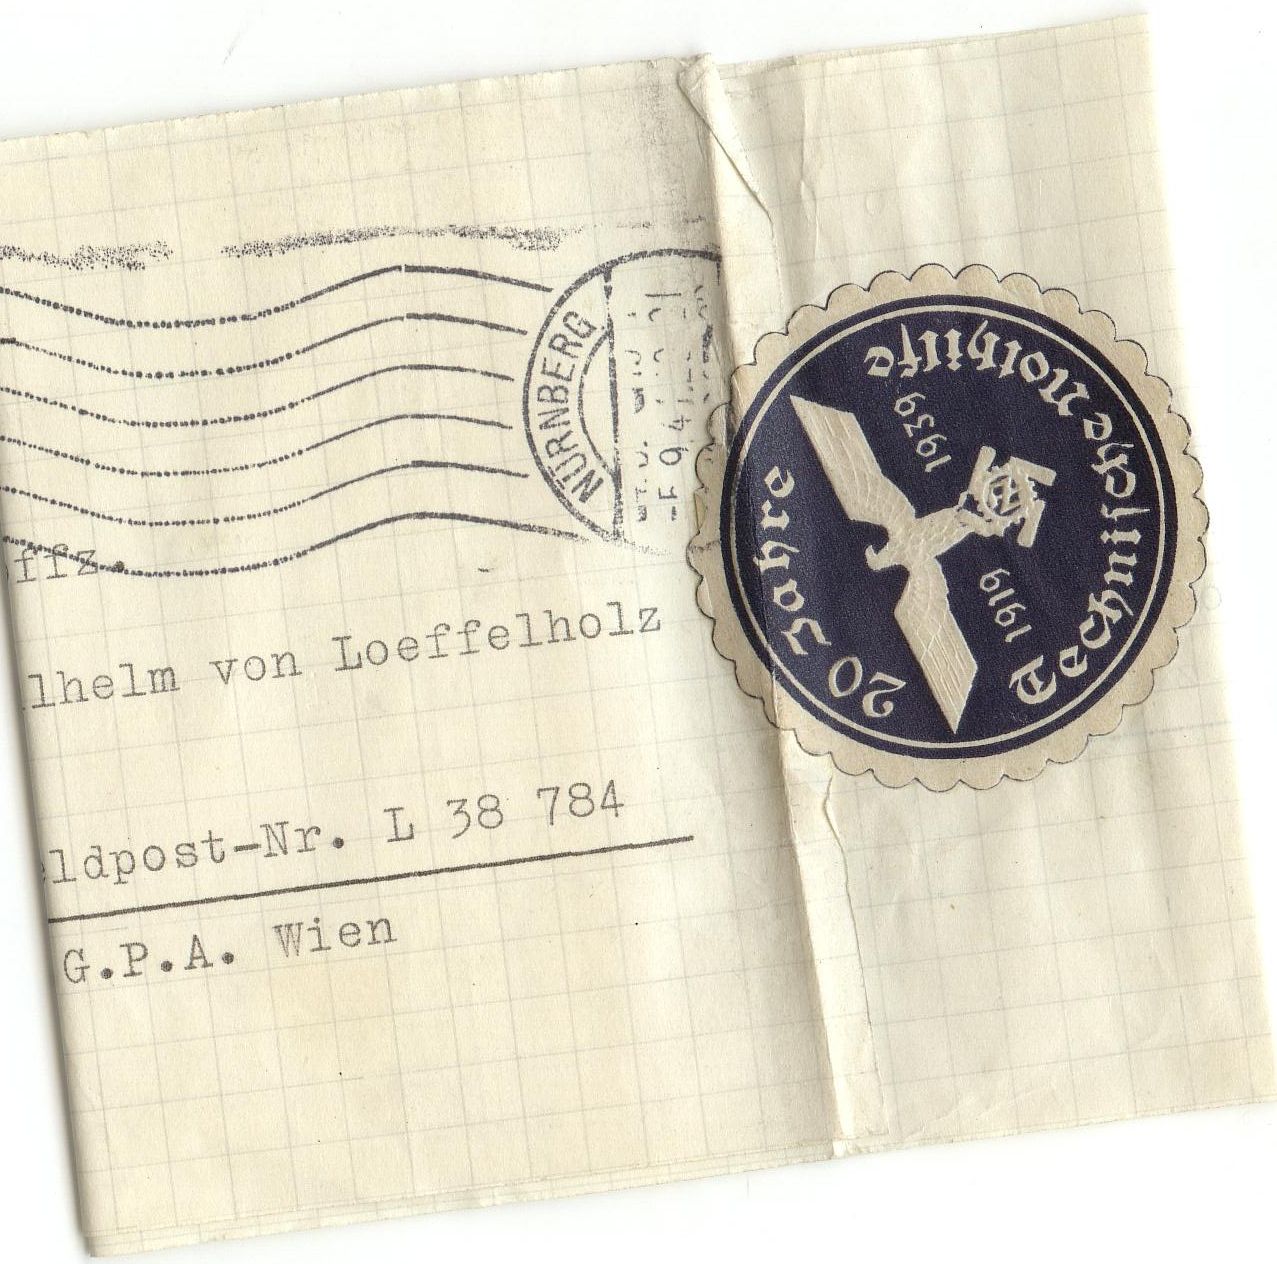 NÜRNBERG
ffz.
lhelm von Loeffelholz
ldpost-Nr. L 38 784
G.P.A. Wien
20 Jahre
Technische Nothilfe
1919 1939